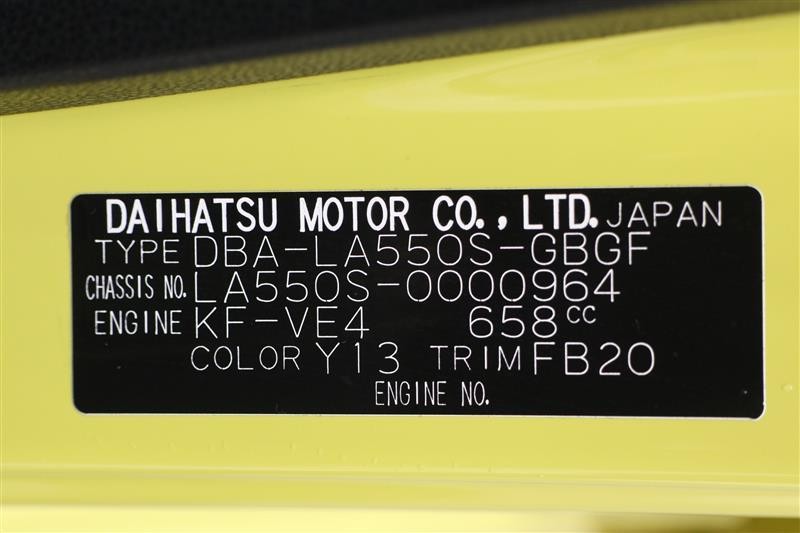 DAIHATSU MOTOR CO.,LTD. JAPAN
TYPE DBA-LA550S-GBGF
CHASSIS NO. LA550S-0000964
ENGINE KF-VE4 658cc
COLOR Y13 TRIM FB20
ENGINE NO.